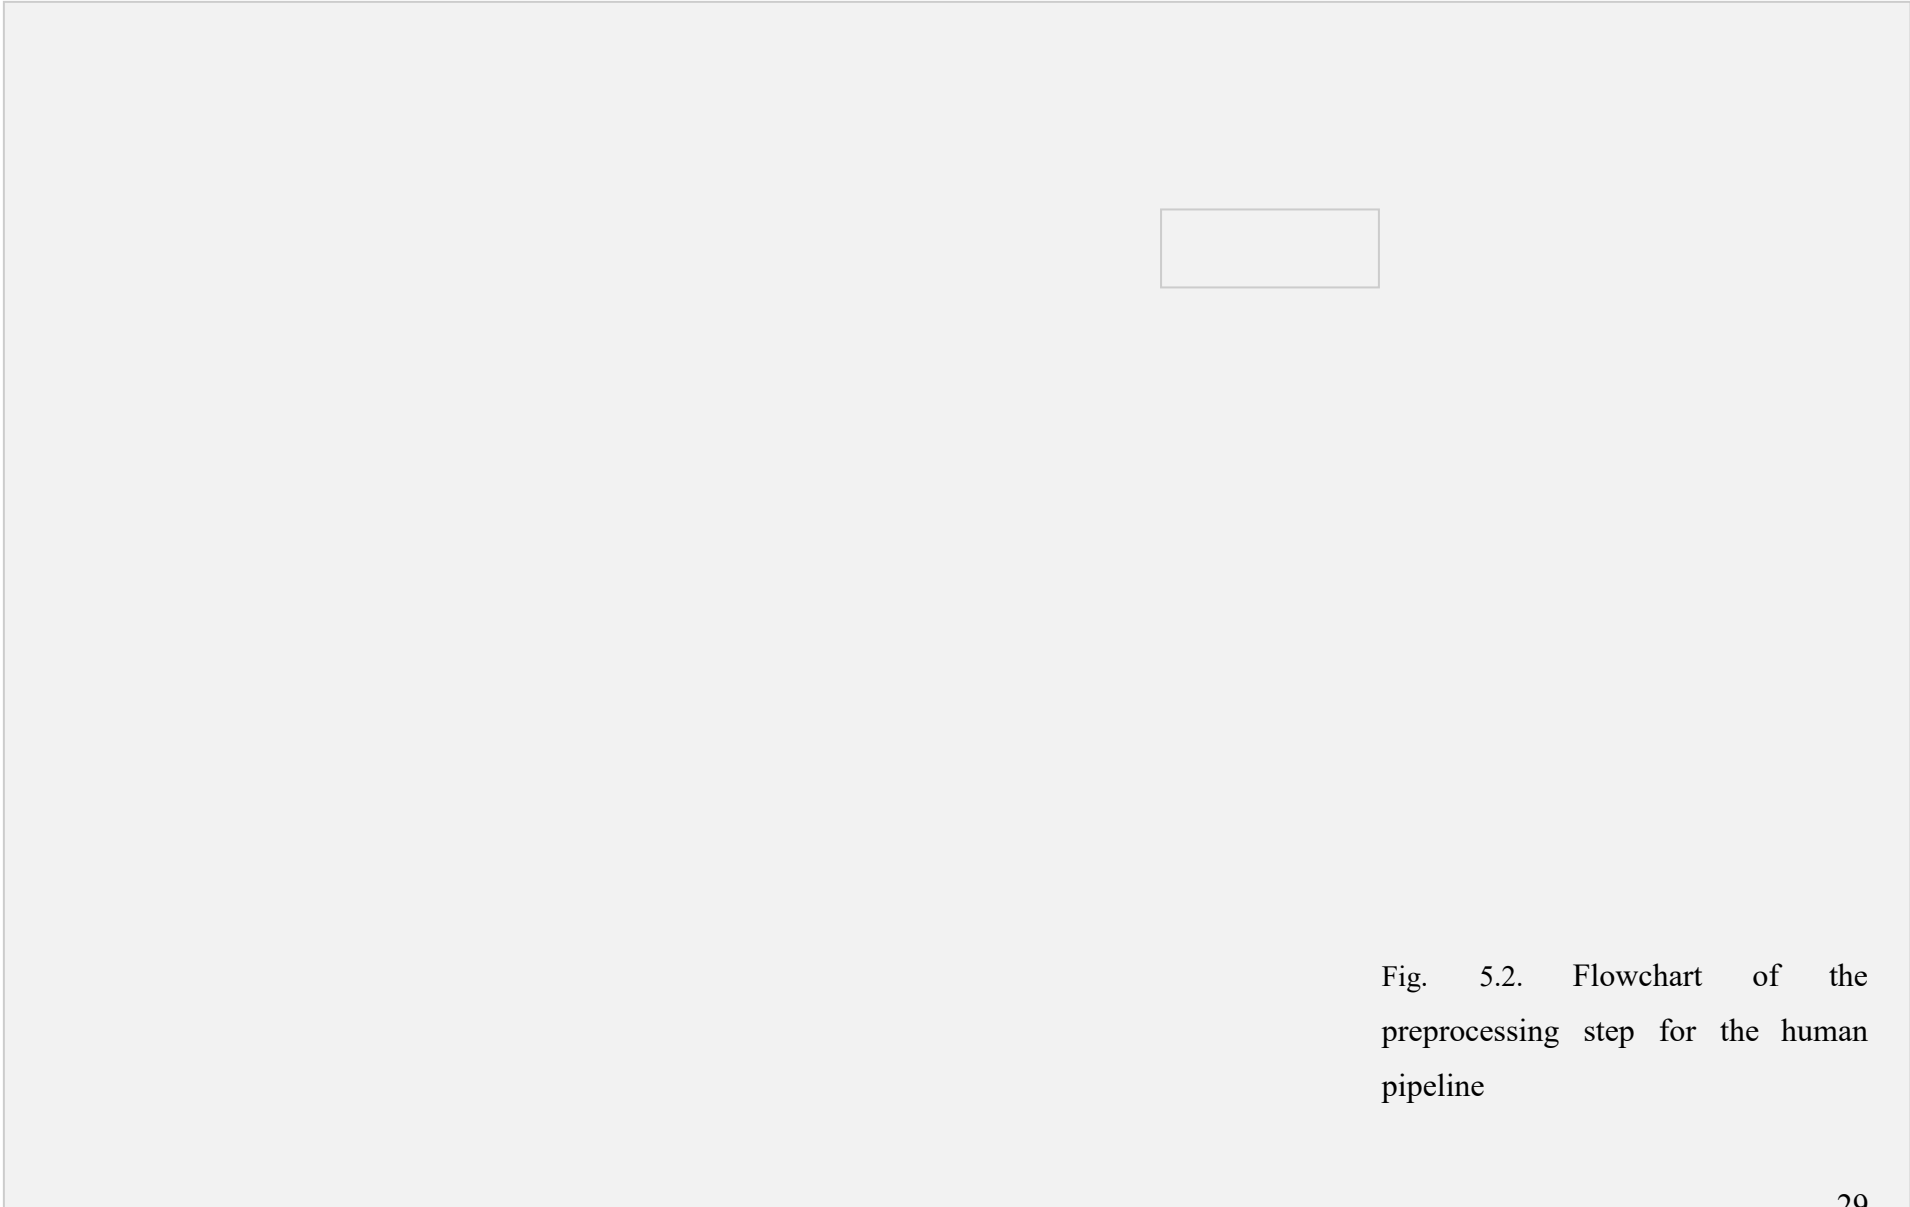 Fig. 5.2. Flowchart of the
preprocessing step for the human
pipeline
29